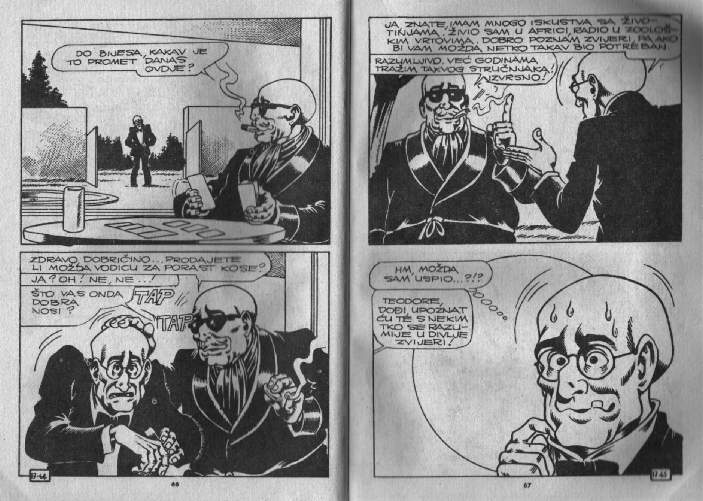 DO BIJESA, KAKAV JE
TO PROMET DANAS
OVDJE?
ZDRAVO, DOBRIČINO... PRODAJETE
LI MOŽDA VODICU ZA PORAST KOSE?
JA? OH! NE, NE...!
ŠTO VAS ONDA
DOBRA
NOSI?
TAP
TAP
17-46
66
JA, ZNATE, IMAM MNOGO ISKUSTVA SA ŽIVO-
TINJAMA. ŽIVIO SAM U AFRICI, RADIO U ZOOLOŠ-
KIM VRTOVIMA, DOBRO POZNAM ZVIJERI, PA AKO
BI VAM MOŽDA NETKO TAKAV BIO POTREBAN...
RAZUMLJIVO. VEĆ GODINAMA
TRAŽIM TAKVOG STRUČNJAKA!
IZVRSNO!
HM, MOŽDA
SAM USPIO...?!?
TEODORE,
DOĐI, UPOZNAT
ĆU TE S NEKIM
TKO SE RAZU-
MIJE U DIVLJE
ZVIJERI!
67